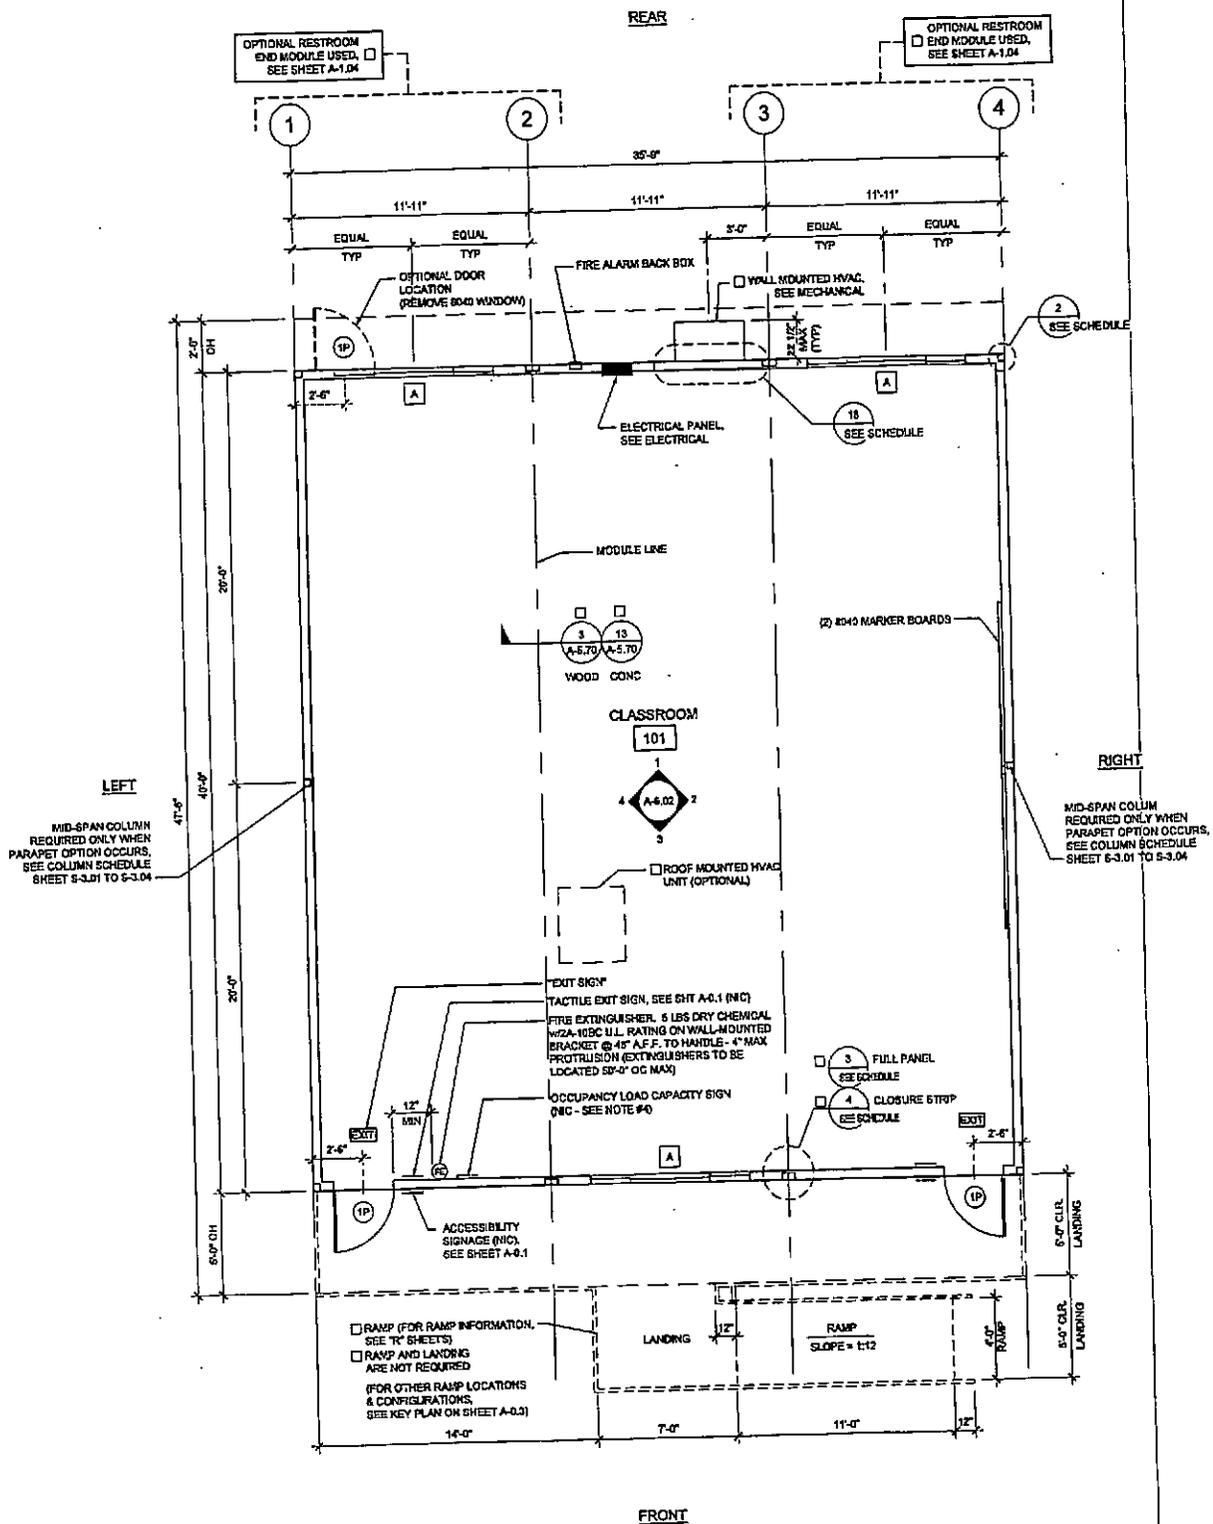 REAR
OPTIONAL RESTROOM
END MODULE USED,
SEE SHEET A-1.04
OPTIONAL RESTROOM
END MODULE USED,
SEE SHEET A-1.04
1
2
3
4
35'-9"
11'-11"
11'-11"
11'-11"
EQUAL
TYP
EQUAL
TYP
3'-0"
EQUAL
TYP
EQUAL
TYP
OPTIONAL DOOR
LOCATION
(REMOVE 8040 WINDOW)
FIRE ALARM BACK BOX
WALL MOUNTED HVAC,
SEE MECHANICAL
2
SEE SCHEDULE
2'-0"
OH
1P
22 1/2"
MAX
(TYP)
2'-6"
A
A
ELECTRICAL PANEL,
SEE ELECTRICAL
18
SEE SCHEDULE
MODULE LINE
20'-0"
3
A-5.70
13
A-5.70
WOOD CONC
(2) 8040 MARKER BOARDS
CLASSROOM
101
1
4 A-6.02 2
3
LEFT
RIGHT
47'-6"
40'-0"
MID-SPAN COLUMN
REQUIRED ONLY WHEN
PARAPET OPTION OCCURS,
SEE COLUMN SCHEDULE
SHEET S-3.01 TO S-3.04
MID-SPAN COLUM
REQUIRED ONLY WHEN
PARAPET OPTION OCCURS,
SEE COLUMN SCHEDULE
SHEET S-3.01 TO S-3.04
ROOF MOUNTED HVAC
UNIT (OPTIONAL)
20'-0"
"EXIT SIGN"
TACTILE EXIT SIGN, SEE SHT A-0.1 (NIC)
FIRE EXTINGUISHER, 5 LBS DRY CHEMICAL
w/2A-10BC U.L. RATING ON WALL-MOUNTED
BRACKET @ 48" A.F.F. TO HANDLE - 4" MAX
PROTRUSION (EXTINGUISHERS TO BE
LOCATED 50'-0" OC MAX)
OCCUPANCY LOAD CAPACITY SIGN
(NIC - SEE NOTE #4)
3
SEE SCHEDULE
FULL PANEL
4
SEE SCHEDULE
CLOSURE STRIP
12"
MIN
EXIT
2'-6"
EXIT
2'-6"
FE
A
1P
1P
ACCESSIBILITY
SIGNAGE (NIC),
SEE SHEET A-0.1
5'-0" OH
5'-0" CLR.
LANDING
RAMP (FOR RAMP INFORMATION,
SEE "R" SHEETS)
RAMP AND LANDING
ARE NOT REQUIRED
(FOR OTHER RAMP LOCATIONS
& CONFIGURATIONS,
SEE KEY PLAN ON SHEET A-0.3)
LANDING
12"
RAMP
SLOPE = 1:12
4'-0"
RAMP
5'-0" CLR.
LANDING
14'-0"
7'-0"
11'-0"
12"
FRONT